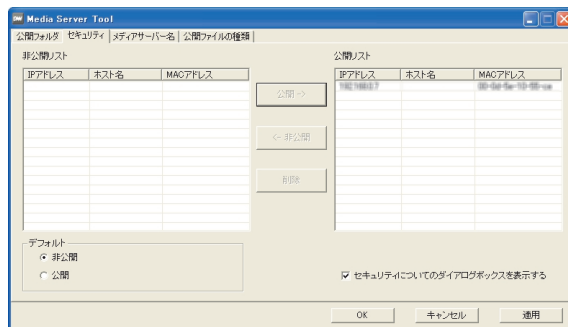 Media Server Tool
公開フォルダ セキュリティ メディアサーバー名 公開ファイルの種類
非公開リスト
IPアドレス ホスト名 MACアドレス
公開リスト
IPアドレス ホスト名 MACアドレス
公開 ->
<- 非公開
削除
デフォルト
非公開
公開
セキュリティについてのダイアログボックスを表示する
OK キャンセル 適用